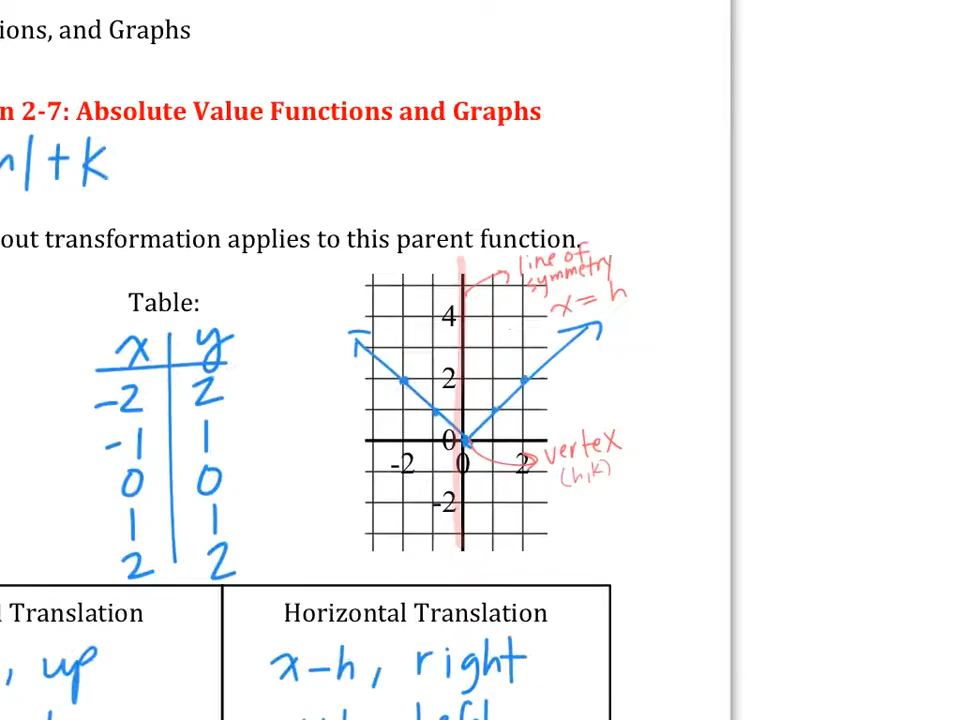 ions, and Graphs
n 2-7: Absolute Value Functions and Graphs
h|+k
out transformation applies to this parent function.
line of
symmetry
x = h
Table:
x y
-2 2
-1 1
0 0
1 1
2 2
4
2
0
-2 0 2
-2
vertex
(h,k)
l Translation
Horizontal Translation
, up
x-h, right
left